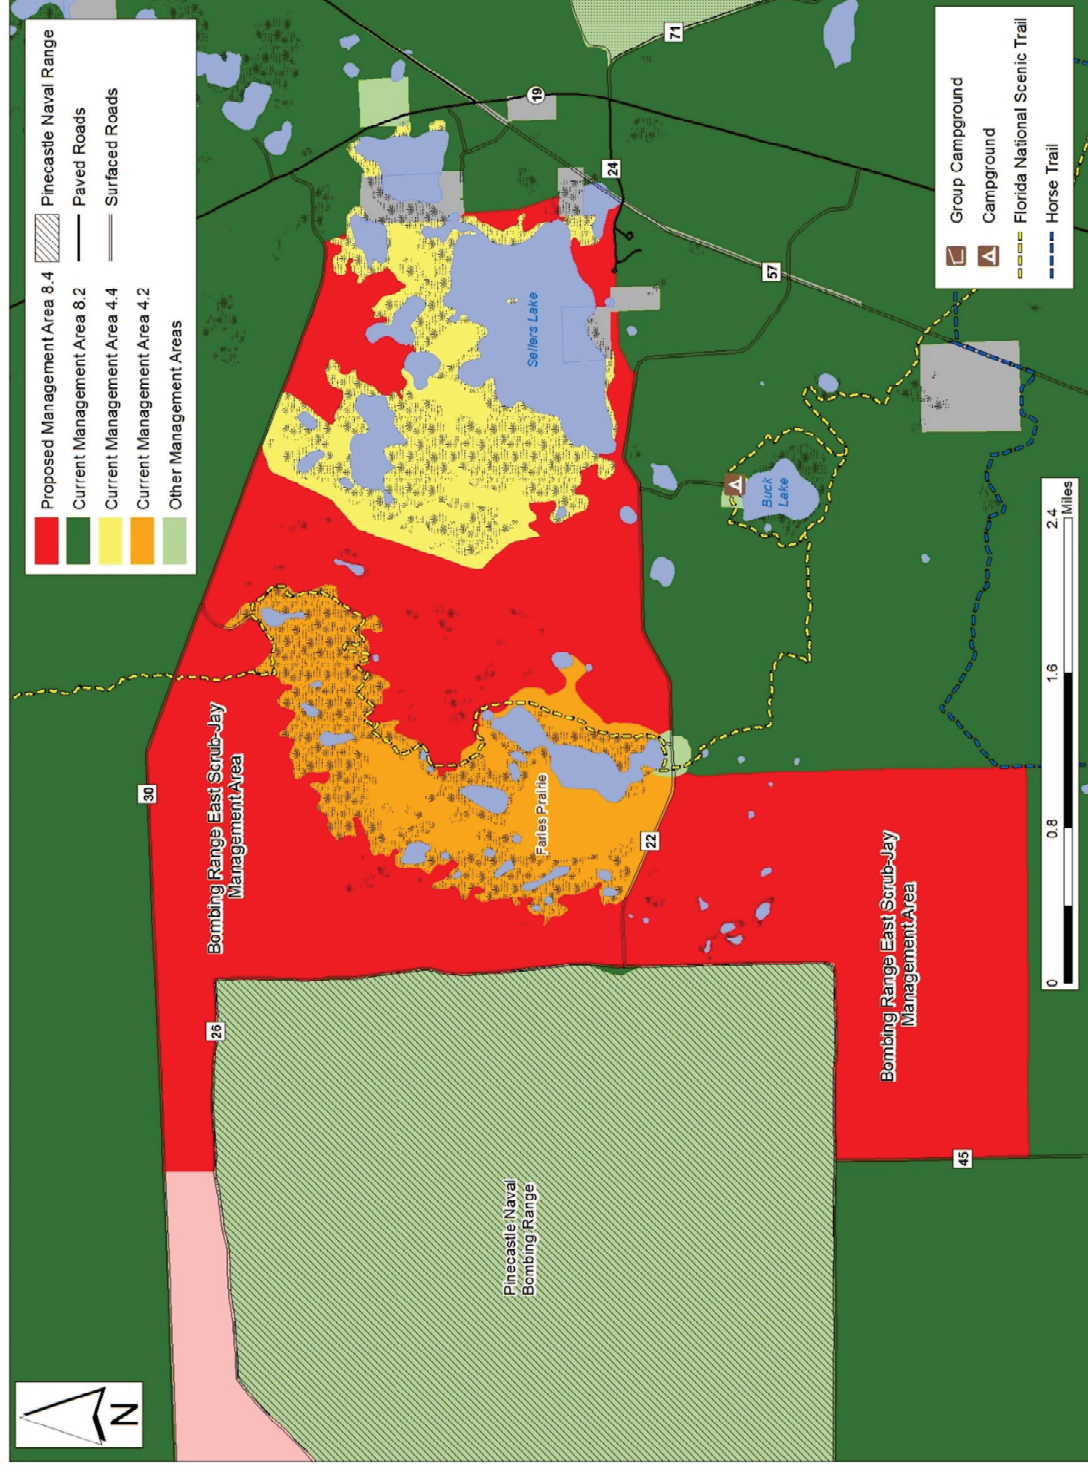 Proposed Management Area 8.4
Current Management Area 8.2
Current Management Area 4.4
Current Management Area 4.2
Other Management Areas
Pinecastle Naval Range
Paved Roads
Surfaced Roads
Group Campground
Campground
Florida National Scenic Trail
Horse Trail
N
30
26
Bombing Range East Scrub-Jay
Management Area
Pinecastle Naval
Bombing Range
Farles Prairie
Sellers Lake
19
71
24
57
22
Buck
Lake
45
Bombing Range East Scrub-Jay
Management Area
0
0.8
1.6
2.4
Miles